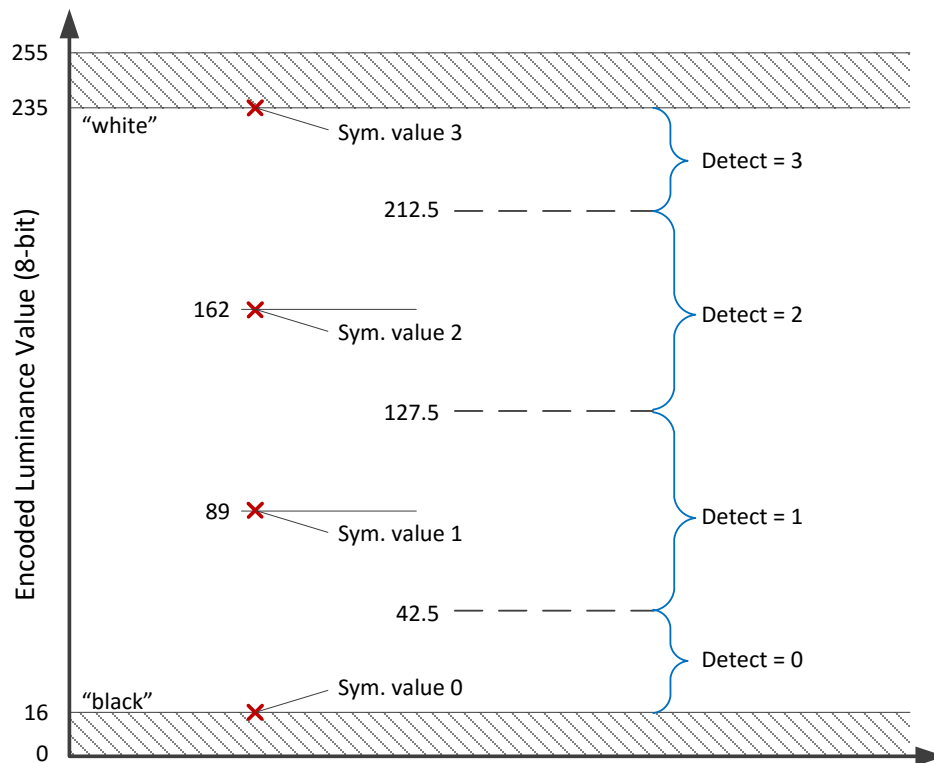 255
235
“white”
Sym. value 3
Detect = 3
212.5
162
Sym. value 2
Detect = 2
127.5
89
Sym. value 1
Detect = 1
42.5
Detect = 0
Sym. value 0
“black”
16
0
Encoded Luminance Value (8-bit)